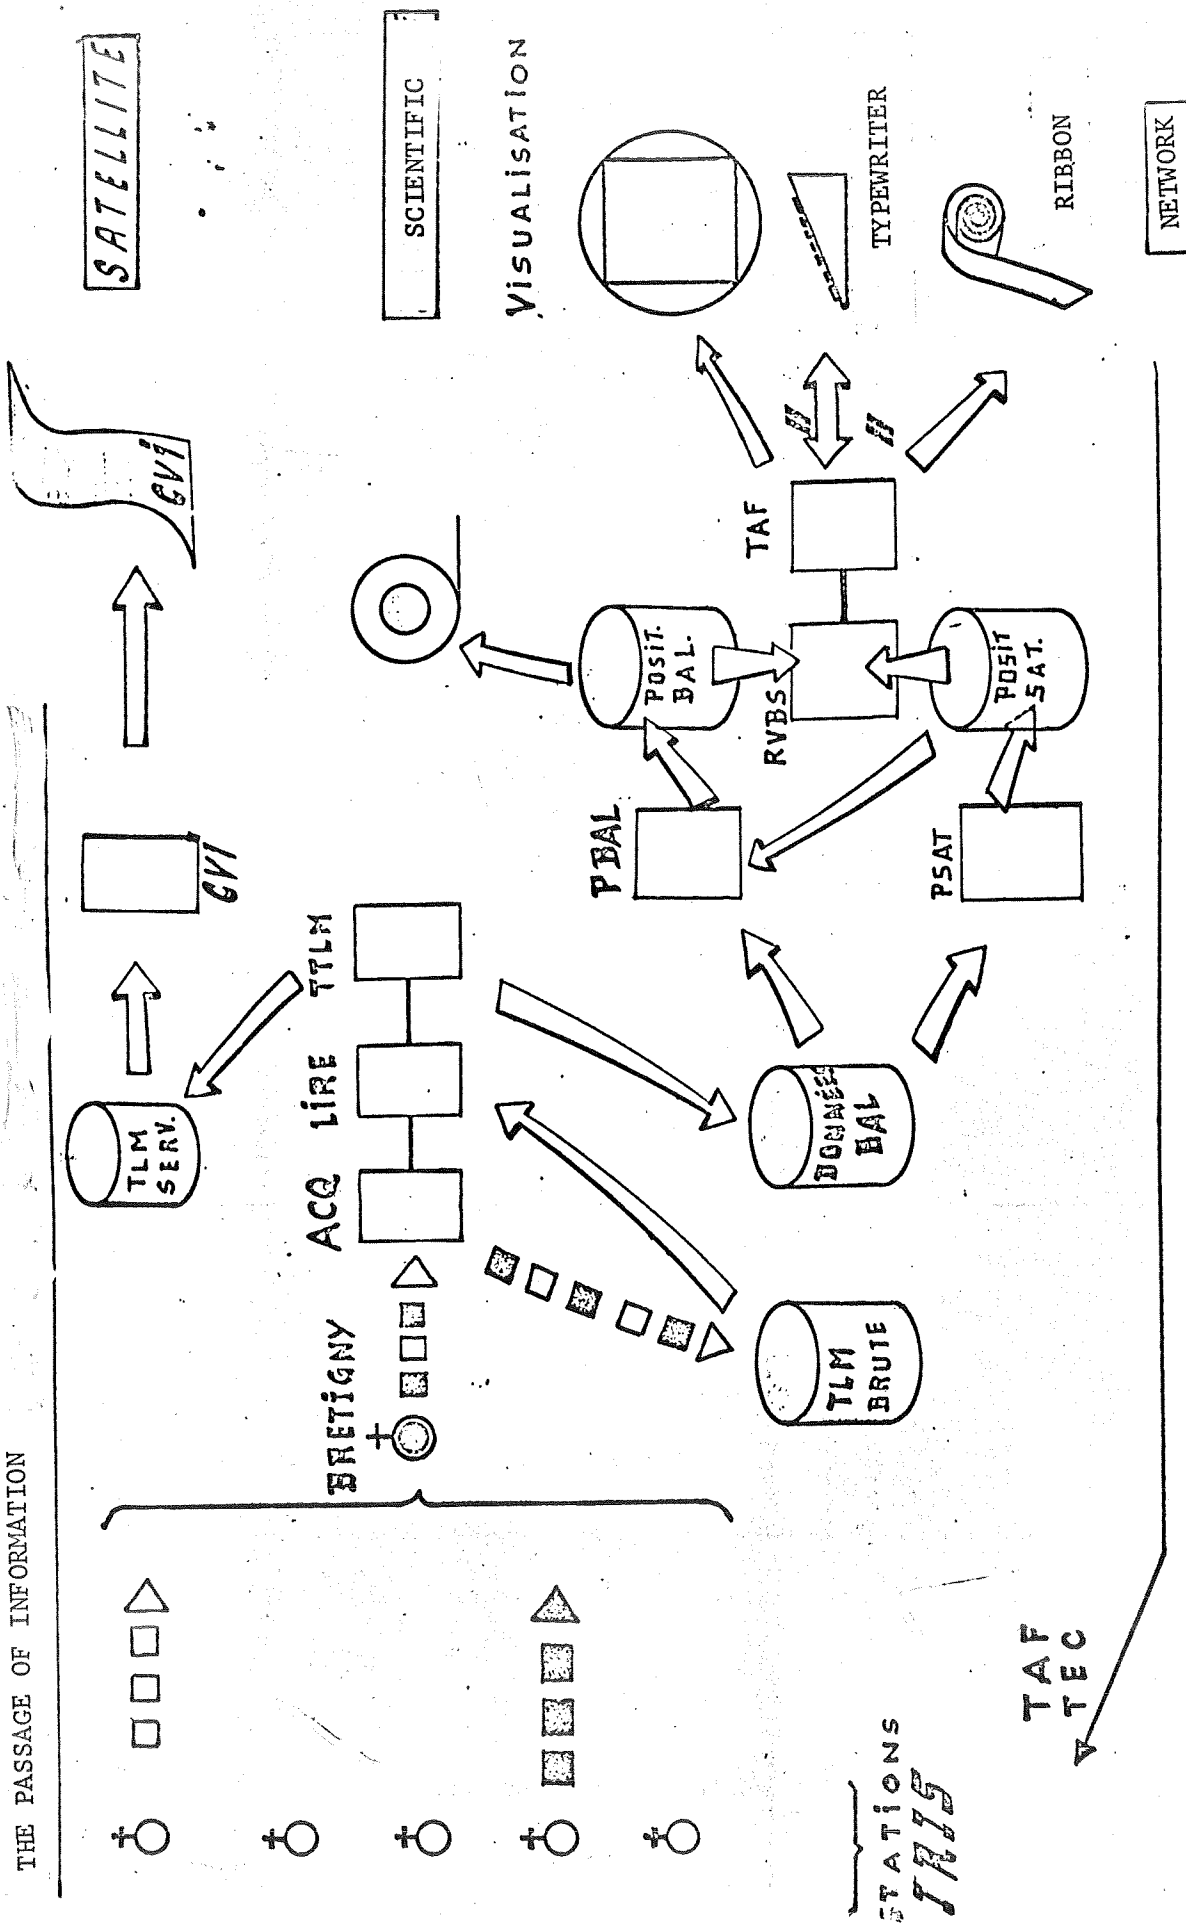 THE PASSAGE OF INFORMATION
SATELLITE
GVI
GVI
TLM
SERV.
SCIENTIFIC
BRETIGNY
ACQ
LIRE
TTLM
VISUALISATION
PBAL
POSIT.
BAL.
TAF
RVBS
TYPEWRITER
TLM
BRUTE
DONNÉES
BAL
PSAT
POSIT
SAT.
RIBBON
STATIONS
IRIS
TAF
TEC
NETWORK